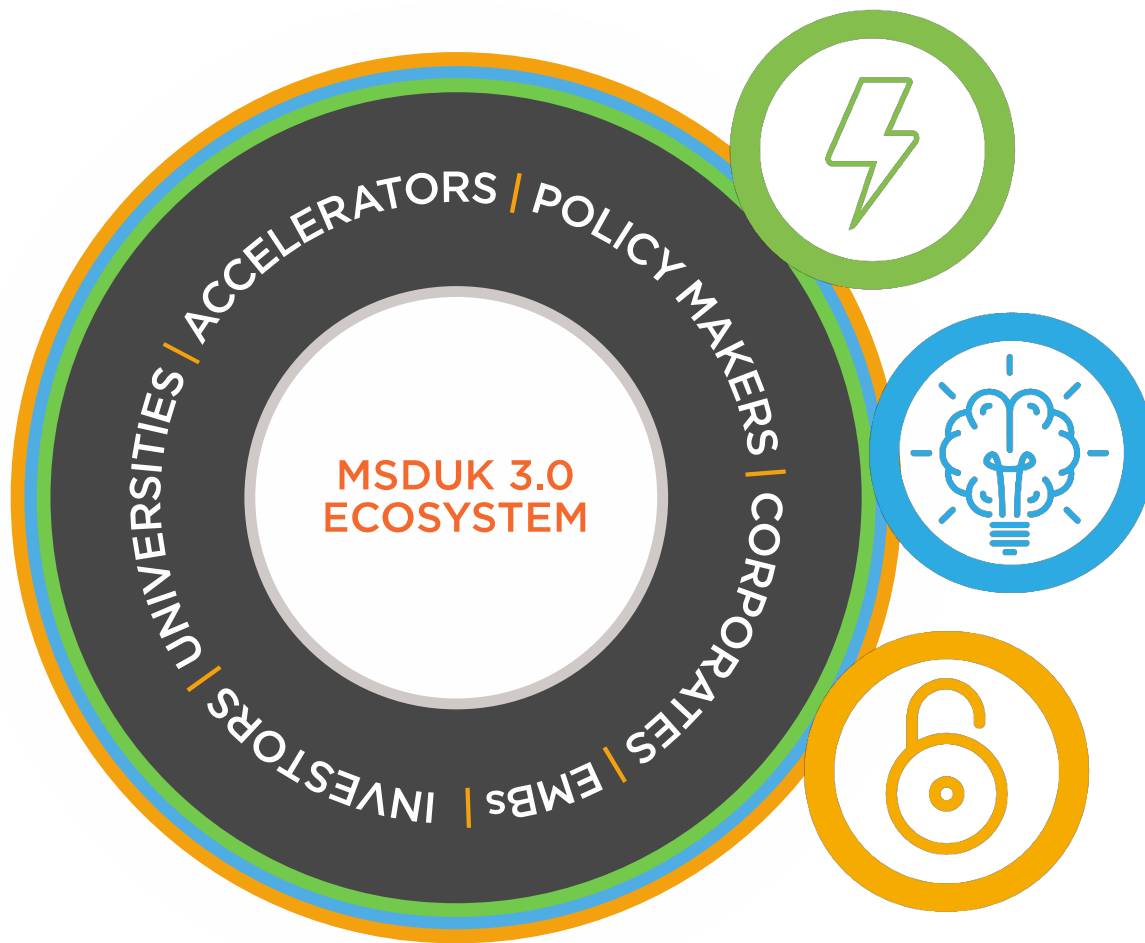 MSDUK 3.0
ECOSYSTEM
ACCELERATORS | POLICY MAKERS | CORPORATES | EMBs | INVESTORS | UNIVERSITIES |